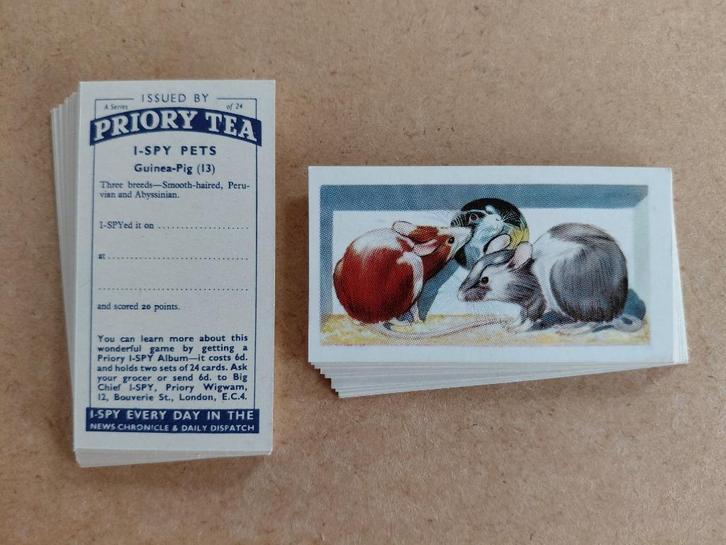 ISSUED BY
A Series of 24
PRIORY TEA
I-SPY PETS
Guinea-Pig (13)
Three breeds—Smooth-haired, Peru-
vian and Abyssinian.
I-SPYed it on ........................
at ........................................
............................................
and scored 20 points.
You can learn more about this
wonderful game by getting a
Priory I-SPY Album—it costs 6d.
and holds two sets of 24 cards. Ask
your grocer or send 6d. to Big
Chief I-SPY, Priory Wigwam,
12, Bouverie St., London, E.C.4.
I-SPY EVERY DAY IN THE
NEWS CHRONICLE & DAILY DISPATCH